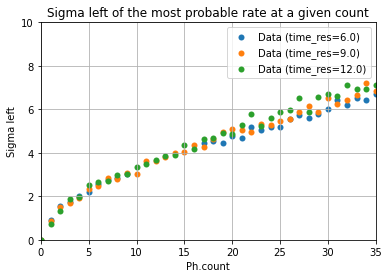 Sigma left of the most probable rate at a given count
10
8
6
4
2
0
Sigma left
Data (time_res=6.0)
Data (time_res=9.0)
Data (time_res=12.0)
0 5 10 15 20 25 30 35
Ph.count